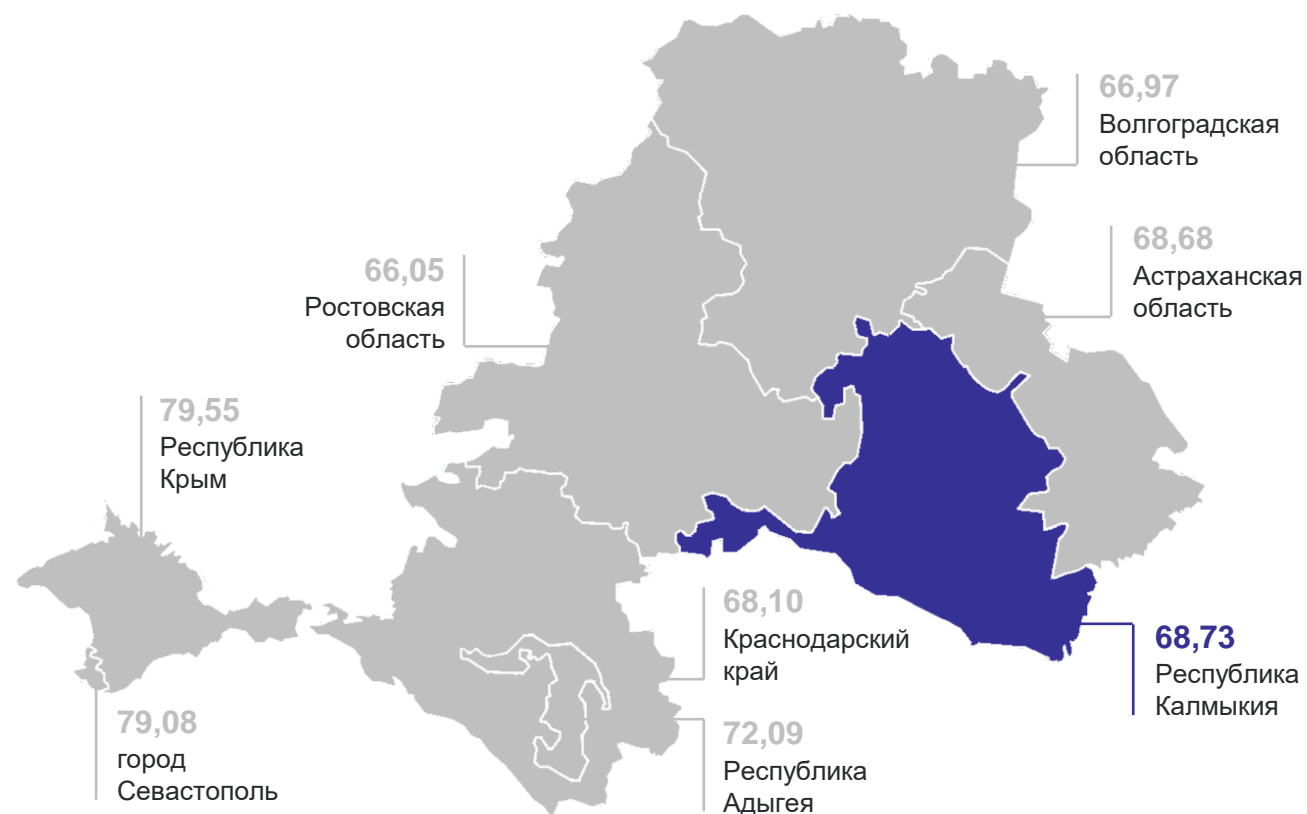 66,97
Волгоградская
область
68,68
Астраханская
область
66,05
Ростовская
область
79,55
Республика
Крым
68,10
Краснодарский
край
68,73
Республика
Калмыкия
79,08
город
Севастополь
72,09
Республика
Адыгея